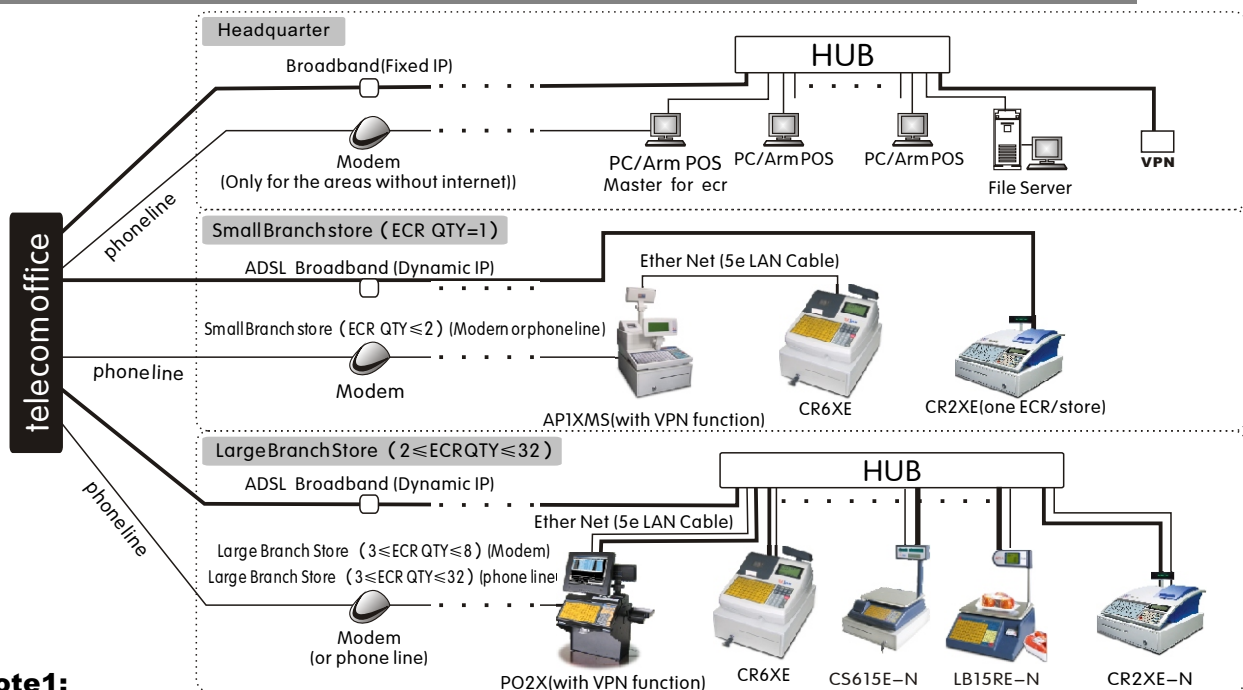 Headquarter
Broadband(Fixed IP)
HUB
Modem
(Only for the areas without internet))
PC/Arm POS
Master for ecr
PC/Arm POS
PC/Arm POS
File Server
VPN
phoneline
telecom office
Small Branch store (ECR QTY=1)
ADSL Broadband (Dynamic IP)
Ether Net (5e LAN Cable)
Small Branch store (ECR QTY≤2) (Modem or phone line)
phoneline
Modem
AP1XMS(with VPN function)
CR6XE
CR2XE(one ECR/store)
Large Branch Store (2≤ECRQTY≤32)
HUB
ADSL Broadband (Dynamic IP)
Ether Net (5e LAN Cable)
phoneline
Large Branch Store (3≤ECR QTY≤8) (Modem)
Large Branch Store (3≤ECR QTY≤32) (phone line
Modem
(or phone line)
PO2X(with VPN function)
CR6XE
CS615E–N
LB15RE–N
CR2XE–N
ote1: